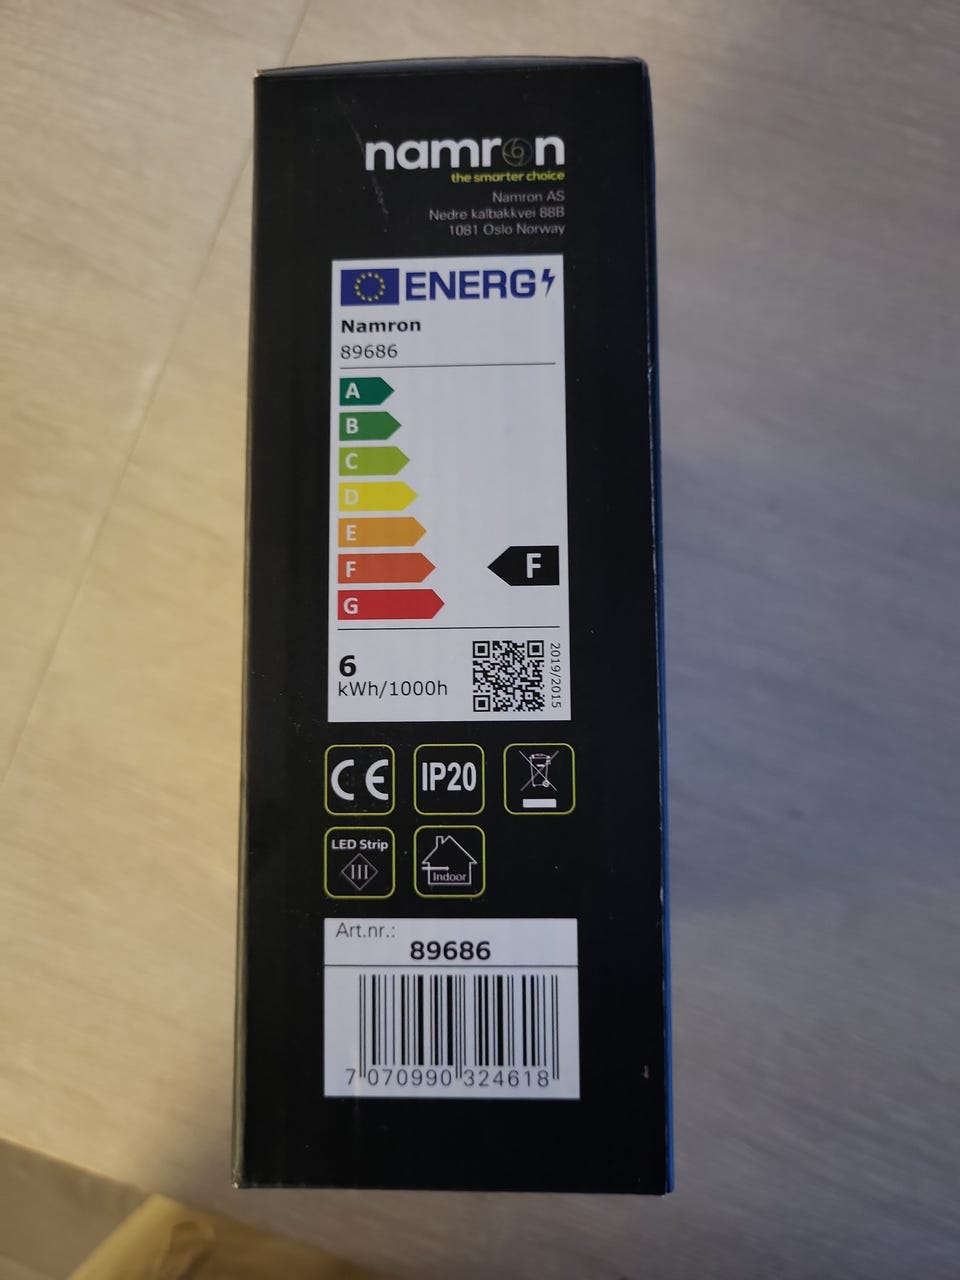 namron
the smarter choice
Namron AS
Nedre kalbakkvei 88B
1081 Oslo Norway
ENERG
Namron
89686
A
B
C
D
E
F
F
G
6
kWh/1000h
2019/2015
CE
IP20
LED Strip
III
Indoor
Art.nr.:
89686
7 070990 324618